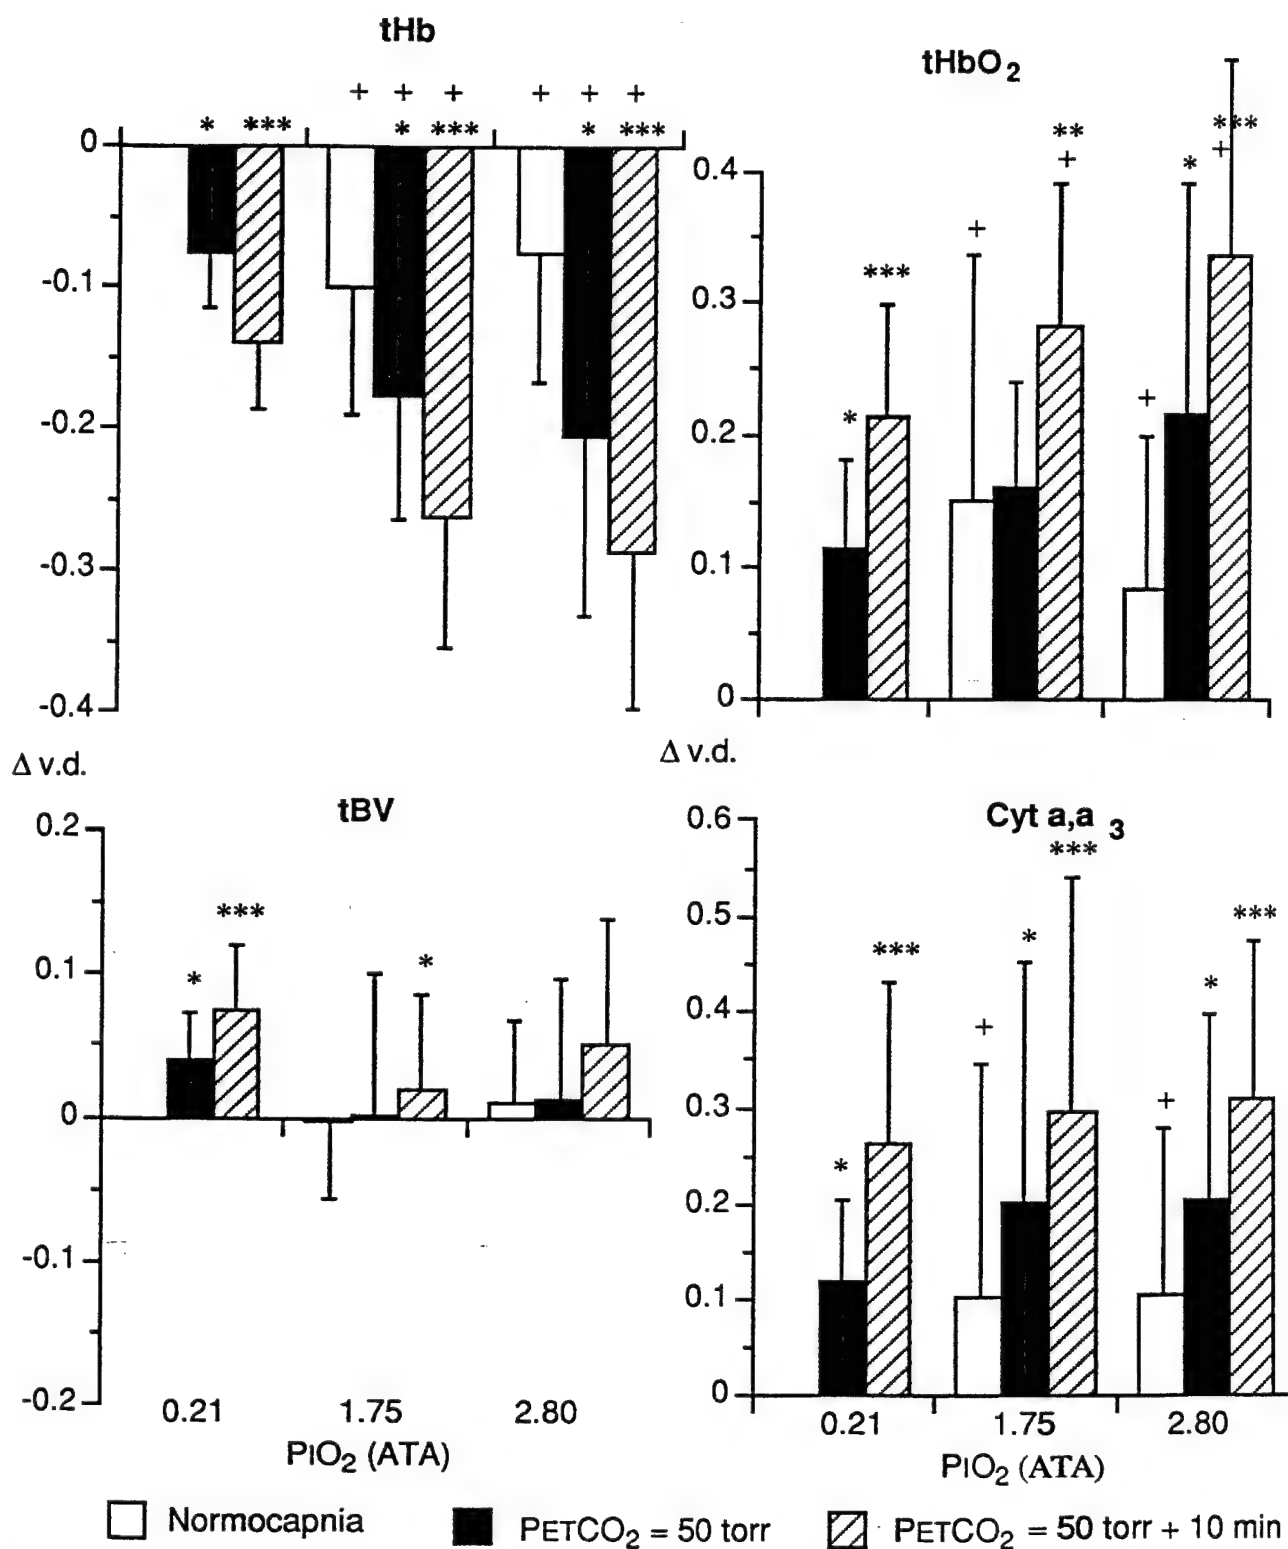 tHb
+ + + + + +
* *** * *** * ***
0
-0.1
-0.2
-0.3
-0.4
Δ v.d.
tHbO2
0.4
0.3
0.2
0.1
0
* ***
+ ** +
+ * *** +
Δ v.d.
tBV
0.2
0.1
0
-0.1
-0.2
* *** *
0.21 1.75 2.80
PIO2 (ATA)
Cyt a,a 3
0.6
0.5
0.4
0.3
0.2
0.1
0
* *** + * *** + * ***
0.21 1.75 2.80
PIO2 (ATA)
Normocapnia PETCO2 = 50 torr PETCO2 = 50 torr + 10 min